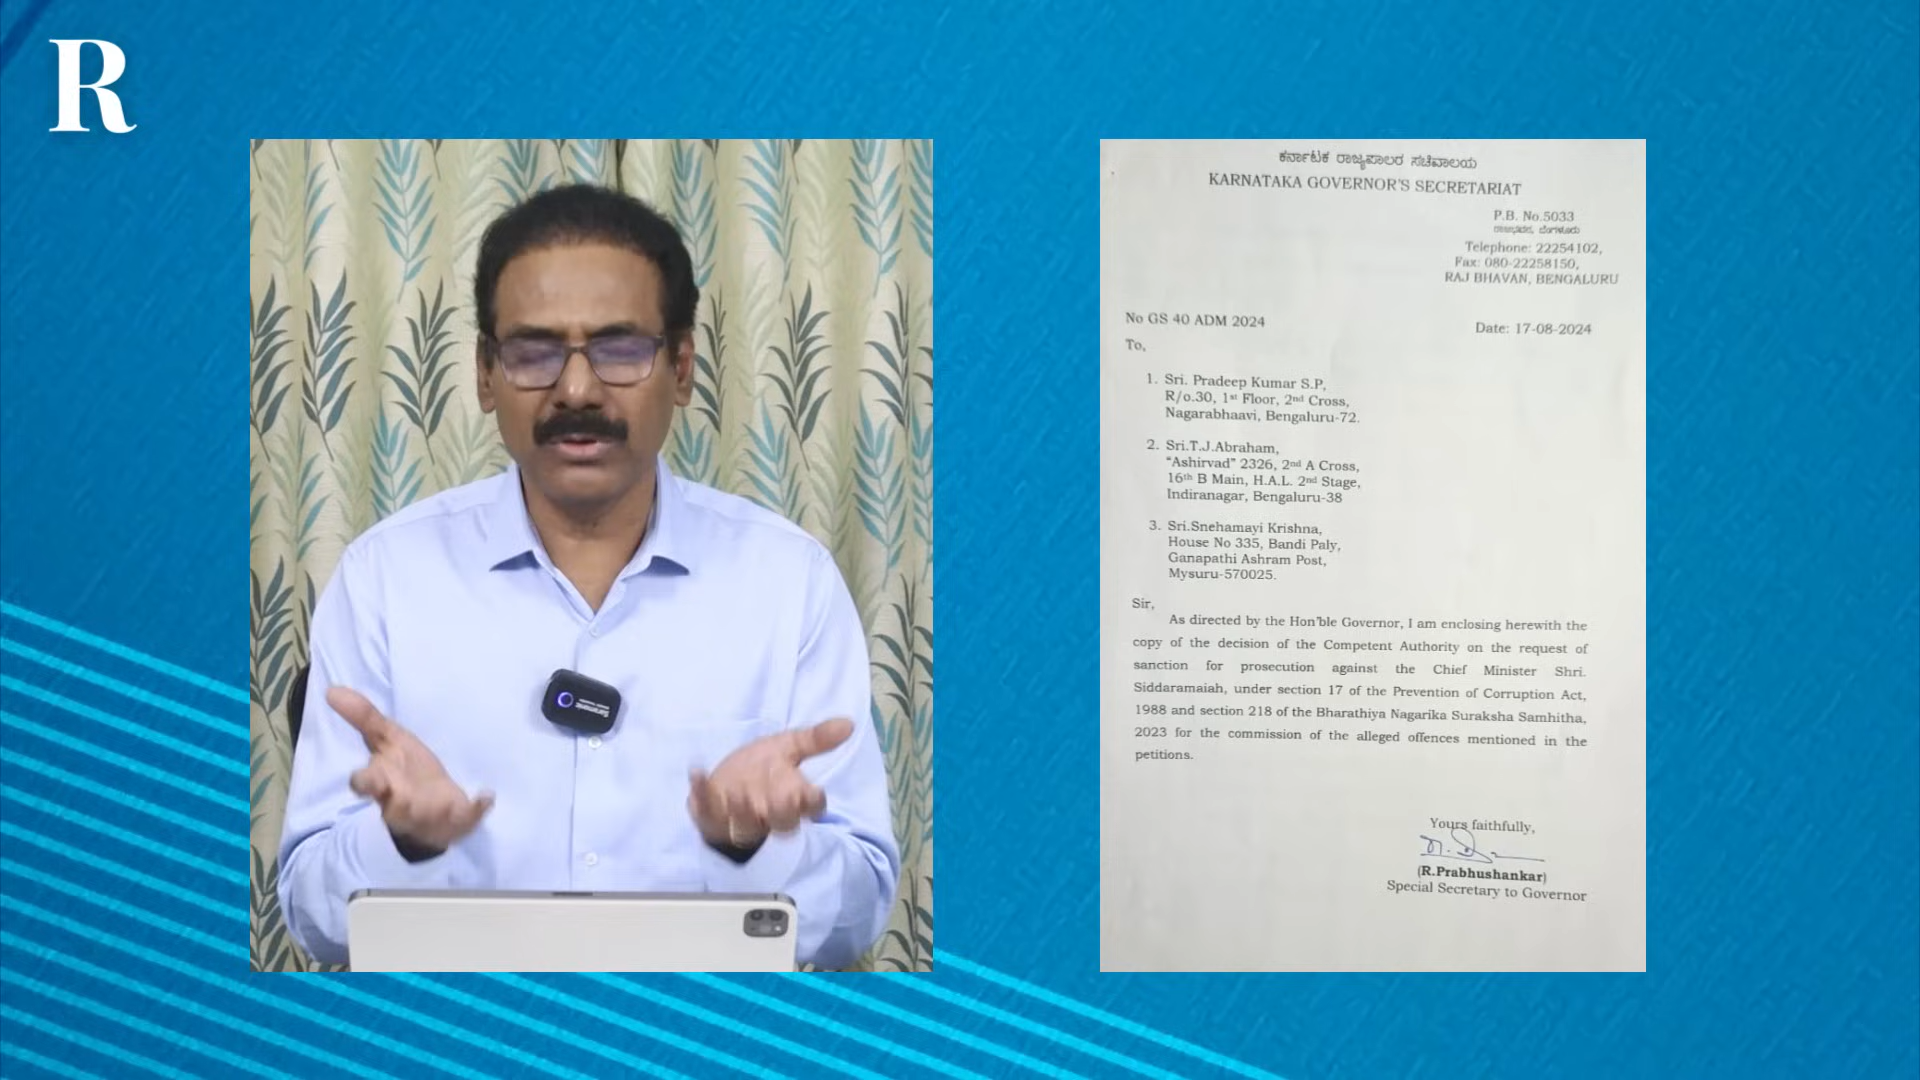 R
ಕರ್ನಾಟಕ ರಾಜ್ಯಪಾಲರ ಸಚಿವಾಲಯ
KARNATAKA GOVERNOR'S SECRETARIAT
P.B. No.5033
ರಾಜಭವನ, ಬೆಂಗಳೂರು
Telephone: 22254102,
Fax: 080-22258150,
RAJ BHAVAN, BENGALURU
No GS 40 ADM 2024
Date: 17-08-2024
To,
1. Sri. Pradeep Kumar S.P,
R/o.30, 1st Floor, 2nd Cross,
Nagarabhaavi, Bengaluru-72.
2. Sri.T.J.Abraham,
"Ashirvad" 2326, 2nd A Cross,
16th B Main, H.A.L. 2nd Stage,
Indiranagar, Bengaluru-38
3. Sri.Snehamayi Krishna,
House No 335, Bandi Paly,
Ganapathi Ashram Post,
Mysuru-570025.
Sir,
As directed by the Hon'ble Governor, I am enclosing herewith the
copy of the decision of the Competent Authority on the request of
sanction for prosecution against the Chief Minister Shri.
Siddaramaiah, under section 17 of the Prevention of Corruption Act,
1988 and section 218 of the Bharathiya Nagarika Suraksha Samhitha,
2023 for the commission of the alleged offences mentioned in the
petitions.
Yours faithfully,
(R.Prabhushankar)
Special Secretary to Governor
Saramonic